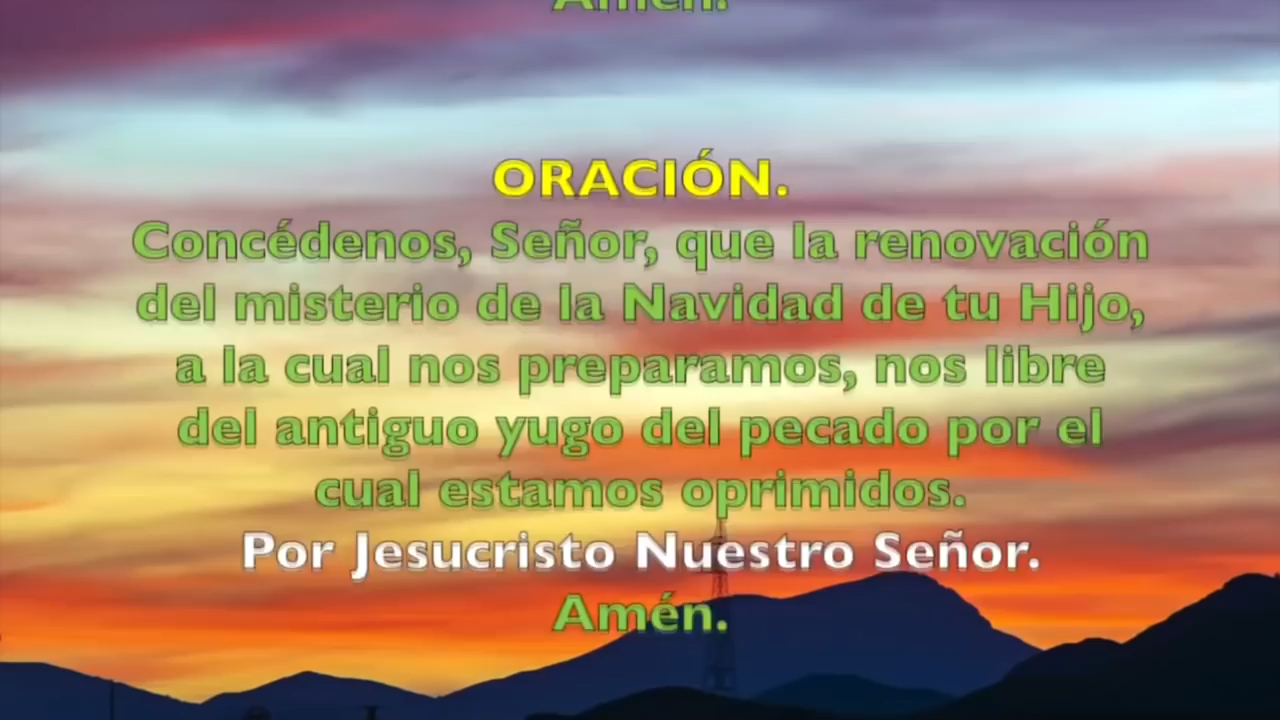 Amén.
ORACIÓN.
Concédenos, Señor, que la renovación
del misterio de la Navidad de tu Hijo,
a la cual nos preparamos, nos libre
del antiguo yugo del pecado por el
cual estamos oprimidos.
Por Jesucristo Nuestro Señor.
Amén.